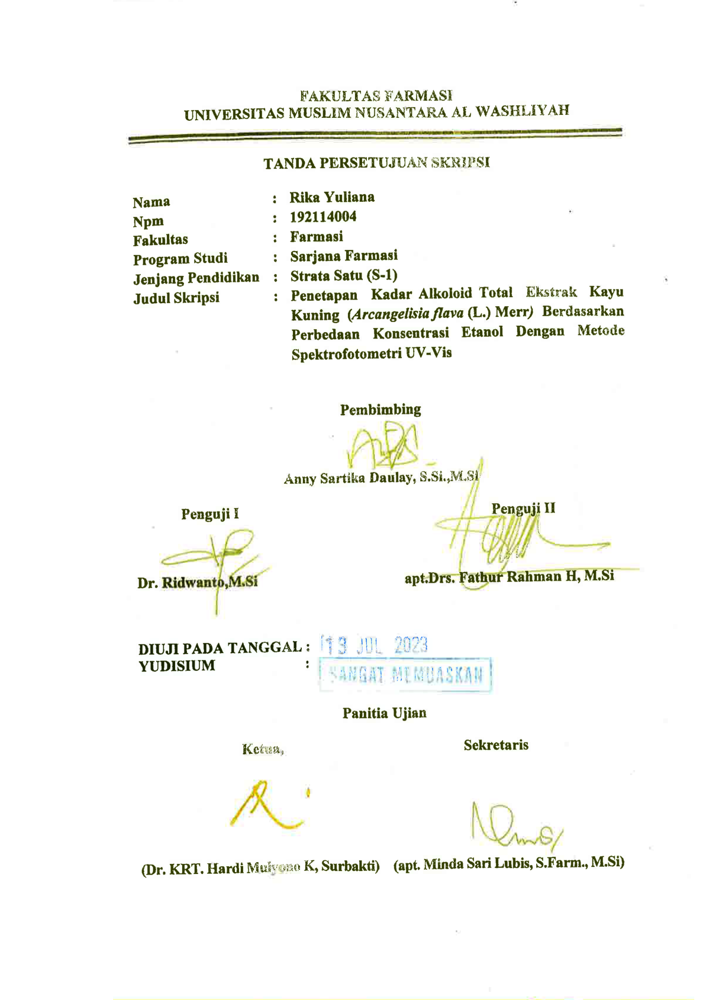 FAKULTAS FARMASI
UNIVERSITAS MUSLIM NUSANTARA AL WASHLIYAH
TANDA PERSETUJUAN SKRIPSI
Nama : Rika Yuliana
Npm : 192114004
Fakultas : Farmasi
Program Studi : Sarjana Farmasi
Jenjang Pendidikan : Strata Satu (S-1)
Judul Skripsi : Penetapan Kadar Alkoloid Total Ekstrak Kayu
Kuning (Arcangelisia flava (L.) Merr) Berdasarkan
Perbedaan Konsentrasi Etanol Dengan Metode
Spektrofotometri UV-Vis
Pembimbing
Anny Sartika Daulay, S.Si.,M.Si
Penguji I Penguji II
Dr. Ridwanto,M.Si apt.Drs. Fathur Rahman H, M.Si
DIUJI PADA TANGGAL : 13 JUL 2023
YUDISIUM : SANGAT MEMUASKAN
Panitia Ujian
Ketua, Sekretaris
(Dr. KRT. Hardi Mulyono K, Surbakti) (apt. Minda Sari Lubis, S.Farm., M.Si)